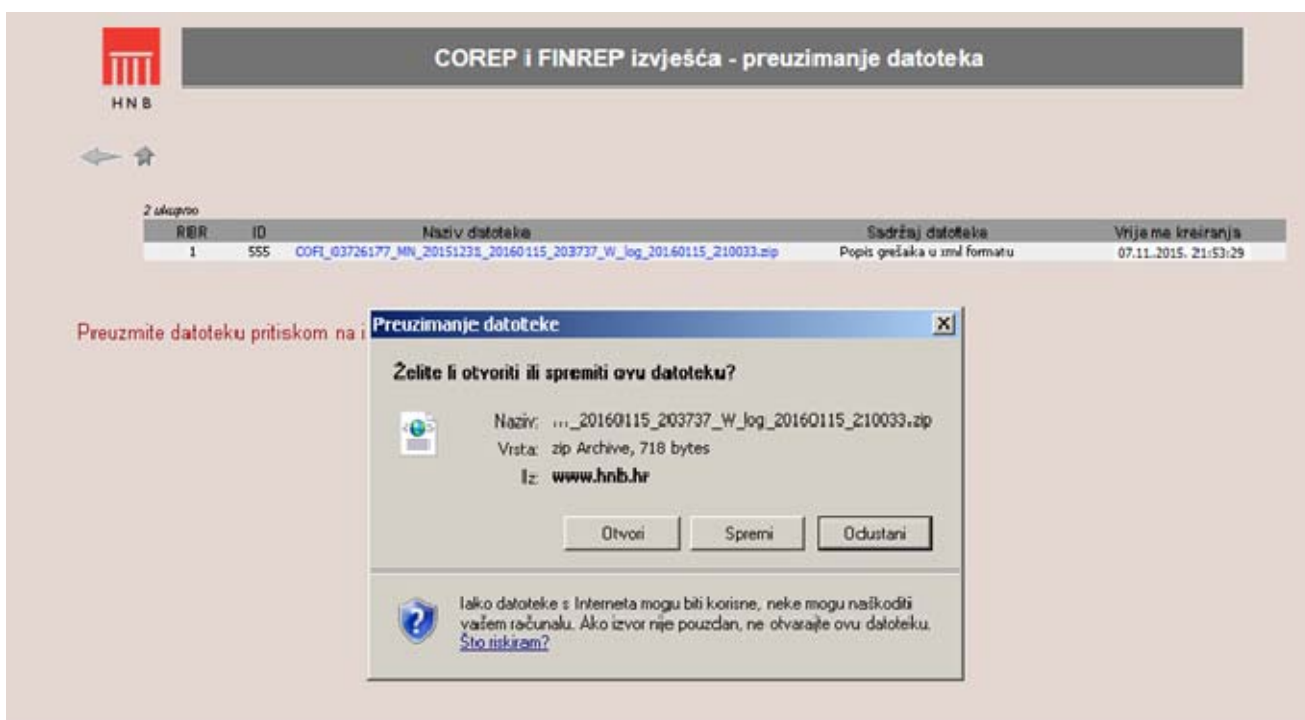 COREP i FINREP izvješća - preuzimanje datoteka
HNB
2 ukupno
RBR ID Naziv datoteke Sadržaj datoteke Vrijeme kreiranja
1 555 COFI_03726177_MN_20151231_20160115_203737_W_log_20160115_210033.zip Popis grešaka u xml formatu 07.11.2015. 21:53:29
Preuzmite datoteku pritiskom na i
Preuzimanje datoteke
Želite li otvoriti ili spremiti ovu datoteku?
Naziv: ..._20160115_203737_W_log_20160115_210033.zip
Vrsta: zip Archive, 718 bytes
Iz: www.hnb.hr
Otvori Spremi Odustani
Iako datoteke s Interneta mogu biti korisne, neke mogu naškoditi
vašem računalu. Ako izvor nije pouzdan, ne otvarajte ovu datoteku.
Što riskiram?